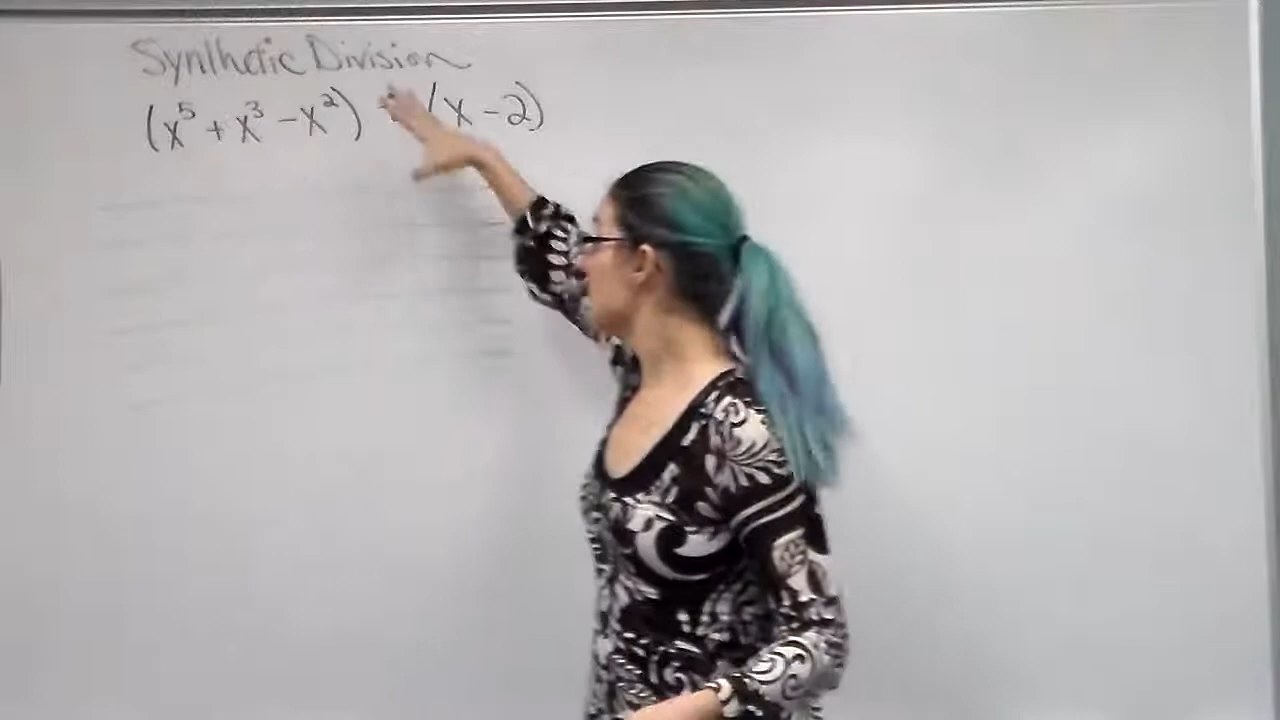 Synthetic Division
(x⁵ + x³ - x²) ÷ (x - 2)